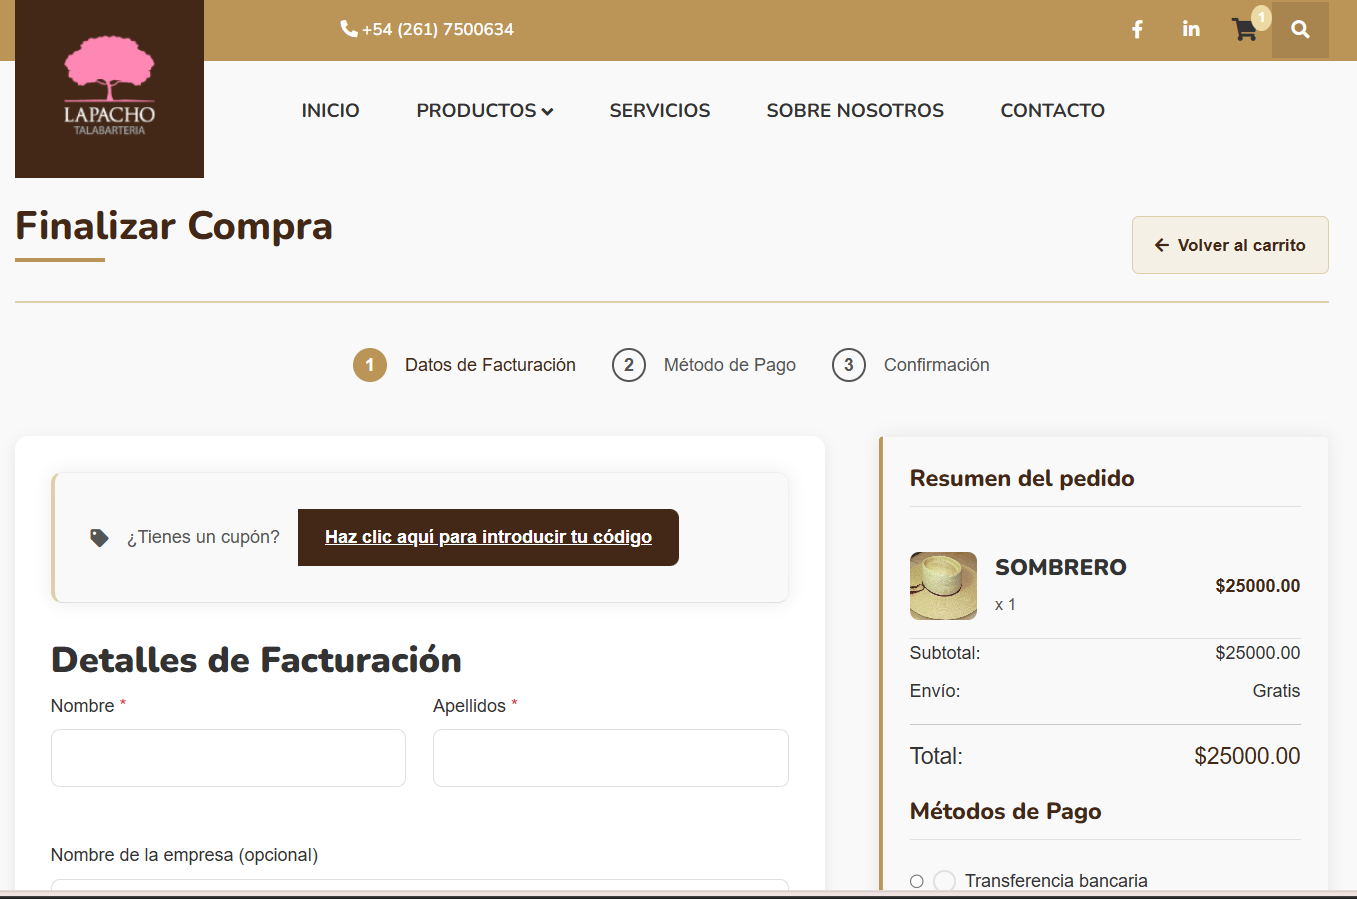 +54 (261) 7500634
1
LAPACHO
TALABARTERIA
INICIO
PRODUCTOS
SERVICIOS
SOBRE NOSOTROS
CONTACTO
Finalizar Compra
Volver al carrito
1 Datos de Facturación
2 Método de Pago
3 Confirmación
¿Tienes un cupón?
Haz clic aquí para introducir tu código
Detalles de Facturación
Nombre *
Apellidos *
Nombre de la empresa (opcional)
Resumen del pedido
SOMBRERO
x 1
$25000.00
Subtotal: $25000.00
Envío: Gratis
Total: $25000.00
Métodos de Pago
Transferencia bancaria